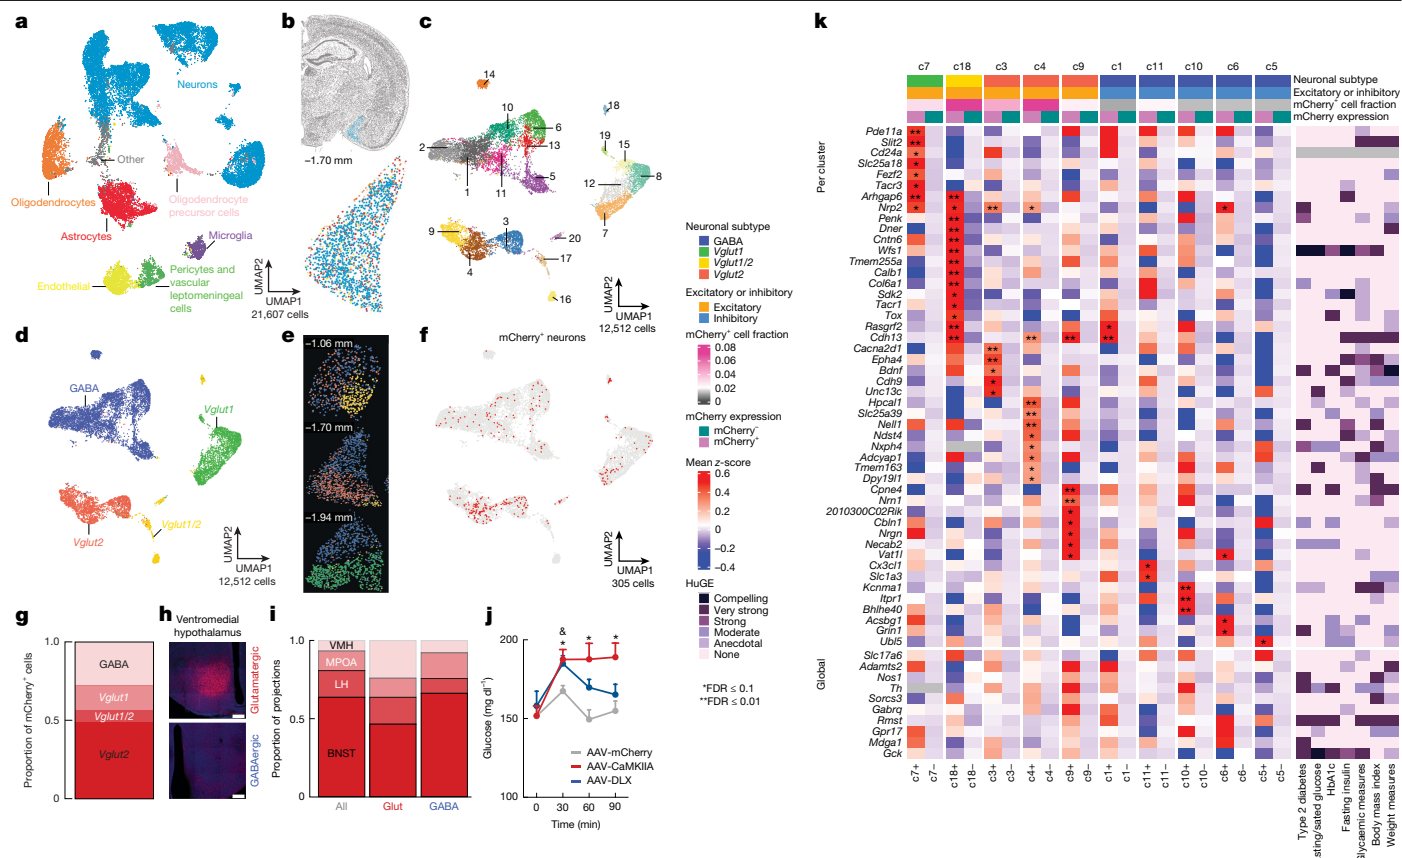 a
Neurons
Other
Oligodendrocytes
Oligodendrocyte
precursor cells
Astrocytes
Microglia
Endothelial
Pericytes and
vascular
leptomeningeal
cells
UMAP2
UMAP1
21,607 cells
b
−1.70 mm
c
14
10
18
2
6
13
19
15
1
11
5
12
8
7
9
3
4
20
17
16
UMAP2
UMAP1
12,512 cells
Neuronal subtype
GABA
Vglut1
Vglut1/2
Vglut2
Excitatory or inhibitory
Excitatory
Inhibitory
mCherry+ cell fraction
0.08
0.06
0.04
0.02
0
mCherry expression
mCherry−
mCherry+
Mean z-score
0.6
0.4
0.2
0
−0.2
−0.4
HuGE
Compelling
Very strong
Strong
Moderate
Anecdotal
None
*FDR ≤ 0.1
**FDR ≤ 0.01
d
GABA
Vglut1
Vglut2
Vglut1/2
UMAP2
UMAP1
12,512 cells
e
−1.06 mm
−1.70 mm
−1.94 mm
f
mCherry+ neurons
UMAP2
UMAP1
305 cells
g
Proportion of mCherry+ cells
1.0
0.5
0
GABA
Vglut1
Vglut1/2
Vglut2
h
Ventromedial
hypothalamus
Glutamatergic
GABAergic
i
Proportion of projections
1.0
0.5
0
VMH
MPOA
LH
BNST
All
Glut
GABA
j
Glucose (mg dl−1)
200
150
100
&
*
*
*
0
30
60
90
Time (min)
AAV-mCherry
AAV-CaMKIIA
AAV-DLX
k
c7
c18
c3
c4
c9
c1
c11
c10
c6
c5
Neuronal subtype
Excitatory or inhibitory
mCherry+ cell fraction
mCherry expression
Per cluster
Pde11a
Slit2
Cd24a
Slc25a18
Fezf2
Tacr3
Arhgap6
Nrp2
Penk
Dner
Cntn6
Wfs1
Tmem255a
Calb1
Col6a1
Sdk2
Tacr1
Tox
Rasgrf2
Cdh13
Cacna2d1
Epha4
Bdnf
Cdh9
Unc13c
Hpcal1
Slc25a39
Nell1
Ndst4
Nxph4
Adcyap1
Tmem163
Dpy19l1
Cpne4
Nrn1
2010300C02Rik
Cbln1
Nrgn
Necab2
Vat1l
Cx3cl1
Slc1a3
Kcnma1
Itpr1
Bhlhe40
Acsbg1
Grin1
Ubl5
Global
Slc17a6
Adamts2
Nos1
Th
Sorcs3
Gabrq
Rmst
Gpr17
Mdga1
Gck
c7+
c7−
c18+
c18−
c3+
c3−
c4+
c4−
c9+
c9−
c1+
c1−
c11+
c11−
c10+
c10−
c6+
c6−
c5+
c5−
Type 2 diabetes
sting/sated glucose
HbA1c
Fasting insulin
Glycaemic measures
Body mass index
Weight measures